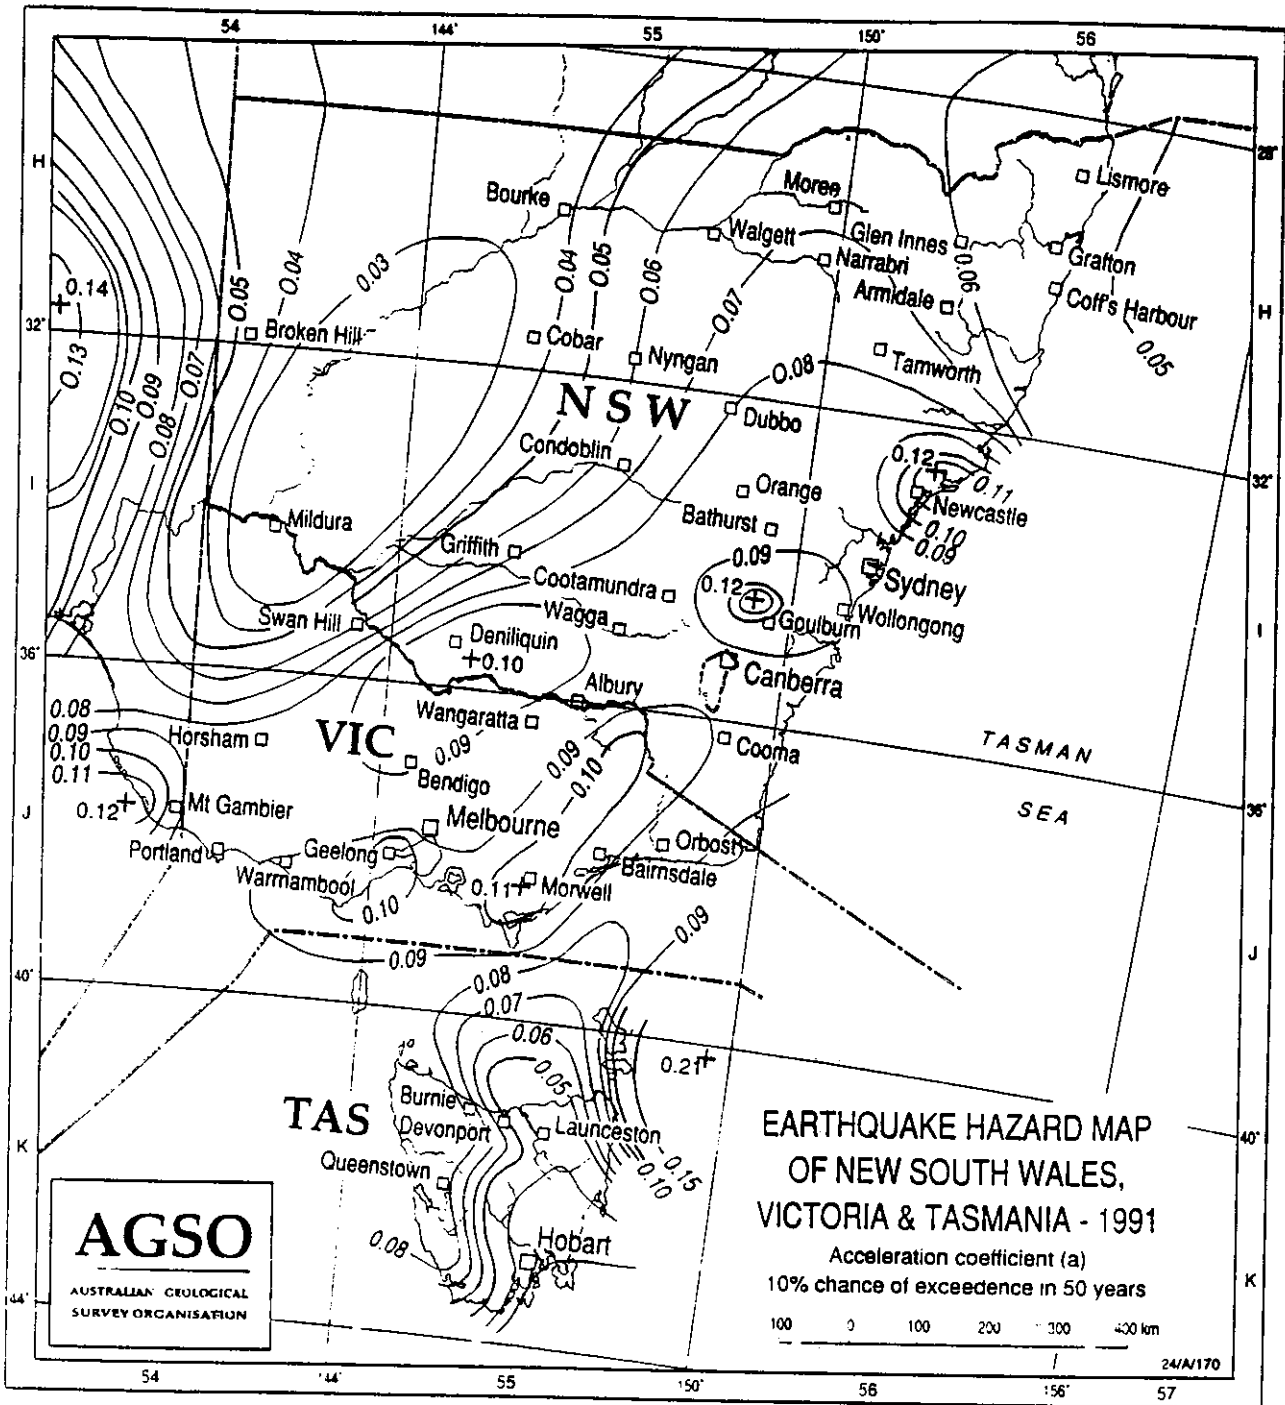 54
144°
55
150°
56
H
28°
Lismore
Bourke
Moree
Walgett
Glen Innes
Narrabri
Grafton
Armidale
Coff's Harbour
0.05
0.04
0.03
0.04
0.05
0.06
0.07
0.06
0.05
H
0.14
32°
0.13
Broken Hill
Cobar
Nyngan
Tamworth
0.10
0.09
0.08
0.07
0.08
NSW
Dubbo
Condoblin
0.12
32°
I
Orange
0.11
Newcastle
Mildura
Bathurst
0.10
0.09
Griffith
0.09
Cootamundra
0.12
Sydney
Swan Hill
Wagga
Goulburn
Wollongong
I
Deniliquin
36°
0.10
Canberra
Albury
0.08
Wangaratta
0.09
Horsham
VIC
0.09
0.09
Cooma
TASMAN
0.10
0.10
0.11
Bendigo
SEA
36°
J
0.12
Mt Gambier
Melbourne
Portland
Geelong
Orbost
Warrnambool
0.11
Morwell
Bairnsdale
0.10
0.09
0.09
J
40°
0.08
0.07
0.06
0.21
0.05
TAS
Burnie
Devonport
Launceston
EARTHQUAKE HAZARD MAP
40°
K
Queenstown
0.15
0.10
OF NEW SOUTH WALES,
VICTORIA & TASMANIA - 1991
AGSO
0.08
Hobart
Acceleration coefficient (a)
K
AUSTRALIAN GEOLOGICAL
10% chance of exceedence in 50 years
44°
SURVEY ORGANISATION
100 0 100 200 300 400 km
24/A/170
54
144°
55
150°
56
156°
57